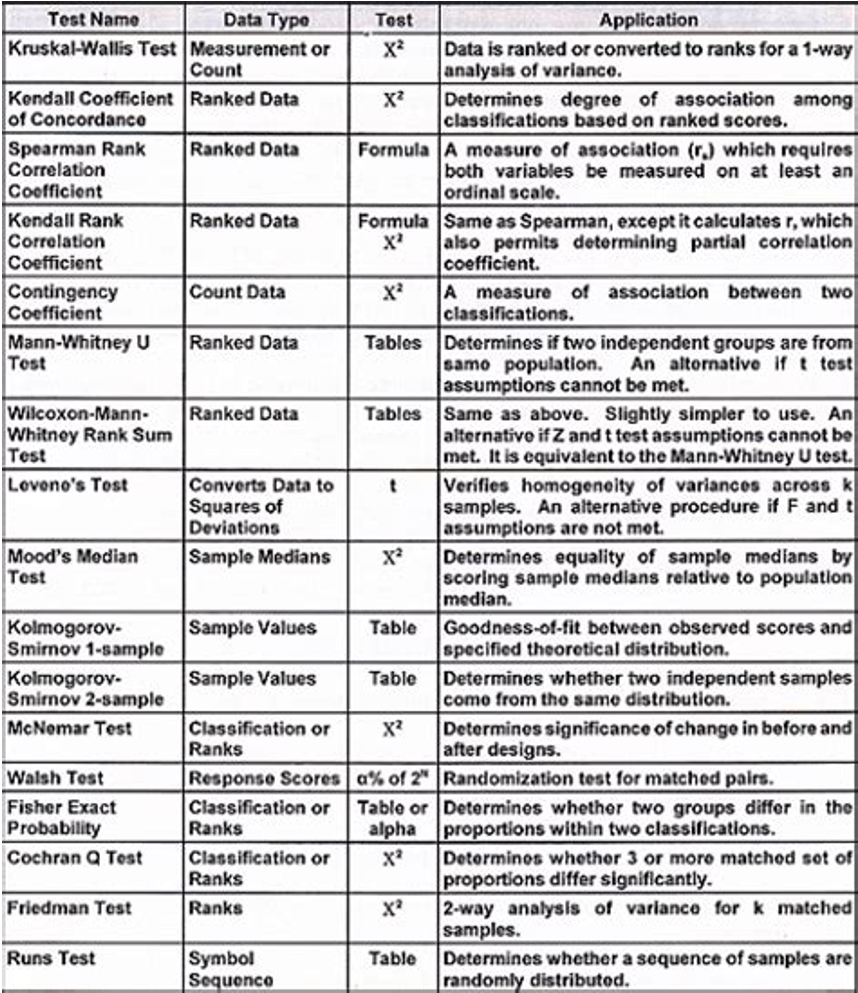 Test Name Data Type Test Application
Kruskal-Wallis Test Measurement or Count X² Data is ranked or converted to ranks for a 1-way
analysis of variance.
Kendall Coefficient of Concordance Ranked Data X² Determines degree of association among
classifications based on ranked scores.
Spearman Rank Correlation Coefficient Ranked Data Formula A measure of association (rₛ) which requires
both variables be measured on at least an
ordinal scale.
Kendall Rank Correlation Coefficient Ranked Data Formula X² Same as Spearman, except it calculates r, which
also permits determining partial correlation
coefficient.
Contingency Coefficient Count Data X² A measure of association between two
classifications.
Mann-Whitney U Test Ranked Data Tables Determines if two independent groups are from
same population. An alternative if t test
assumptions cannot be met.
Wilcoxon-Mann-Whitney Rank Sum Test Ranked Data Tables Same as above. Slightly simpler to use. An
alternative if Z and t test assumptions cannot be
met. It is equivalent to the Mann-Whitney U test.
Levene's Test Converts Data to Squares of Deviations t Verifies homogeneity of variances across k
samples. An alternative procedure if F and t
assumptions are not met.
Mood's Median Test Sample Medians X² Determines equality of sample medians by
scoring sample medians relative to population
median.
Kolmogorov-Smirnov 1-sample Sample Values Table Goodness-of-fit between observed scores and
specified theoretical distribution.
Kolmogorov-Smirnov 2-sample Sample Values Table Determines whether two independent samples
come from the same distribution.
McNemar Test Classification or Ranks X² Determines significance of change in before and
after designs.
Walsh Test Response Scores α% of 2ᴺ Randomization test for matched pairs.
Fisher Exact Probability Classification or Ranks Table or alpha Determines whether two groups differ in the
proportions within two classifications.
Cochran Q Test Classification or Ranks X² Determines whether 3 or more matched set of
proportions differ significantly.
Friedman Test Ranks X² 2-way analysis of variance for k matched
samples.
Runs Test Symbol Sequence Table Determines whether a sequence of samples are
randomly distributed.